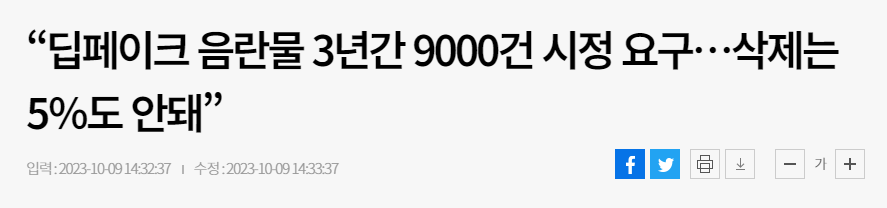 “딥페이크 음란물 3년간 9000건 시정 요구…삭제는
5%도 안돼”
입력 : 2023-10-09 14:32:37 ㅣ 수정 : 2023-10-09 14:33:37
가